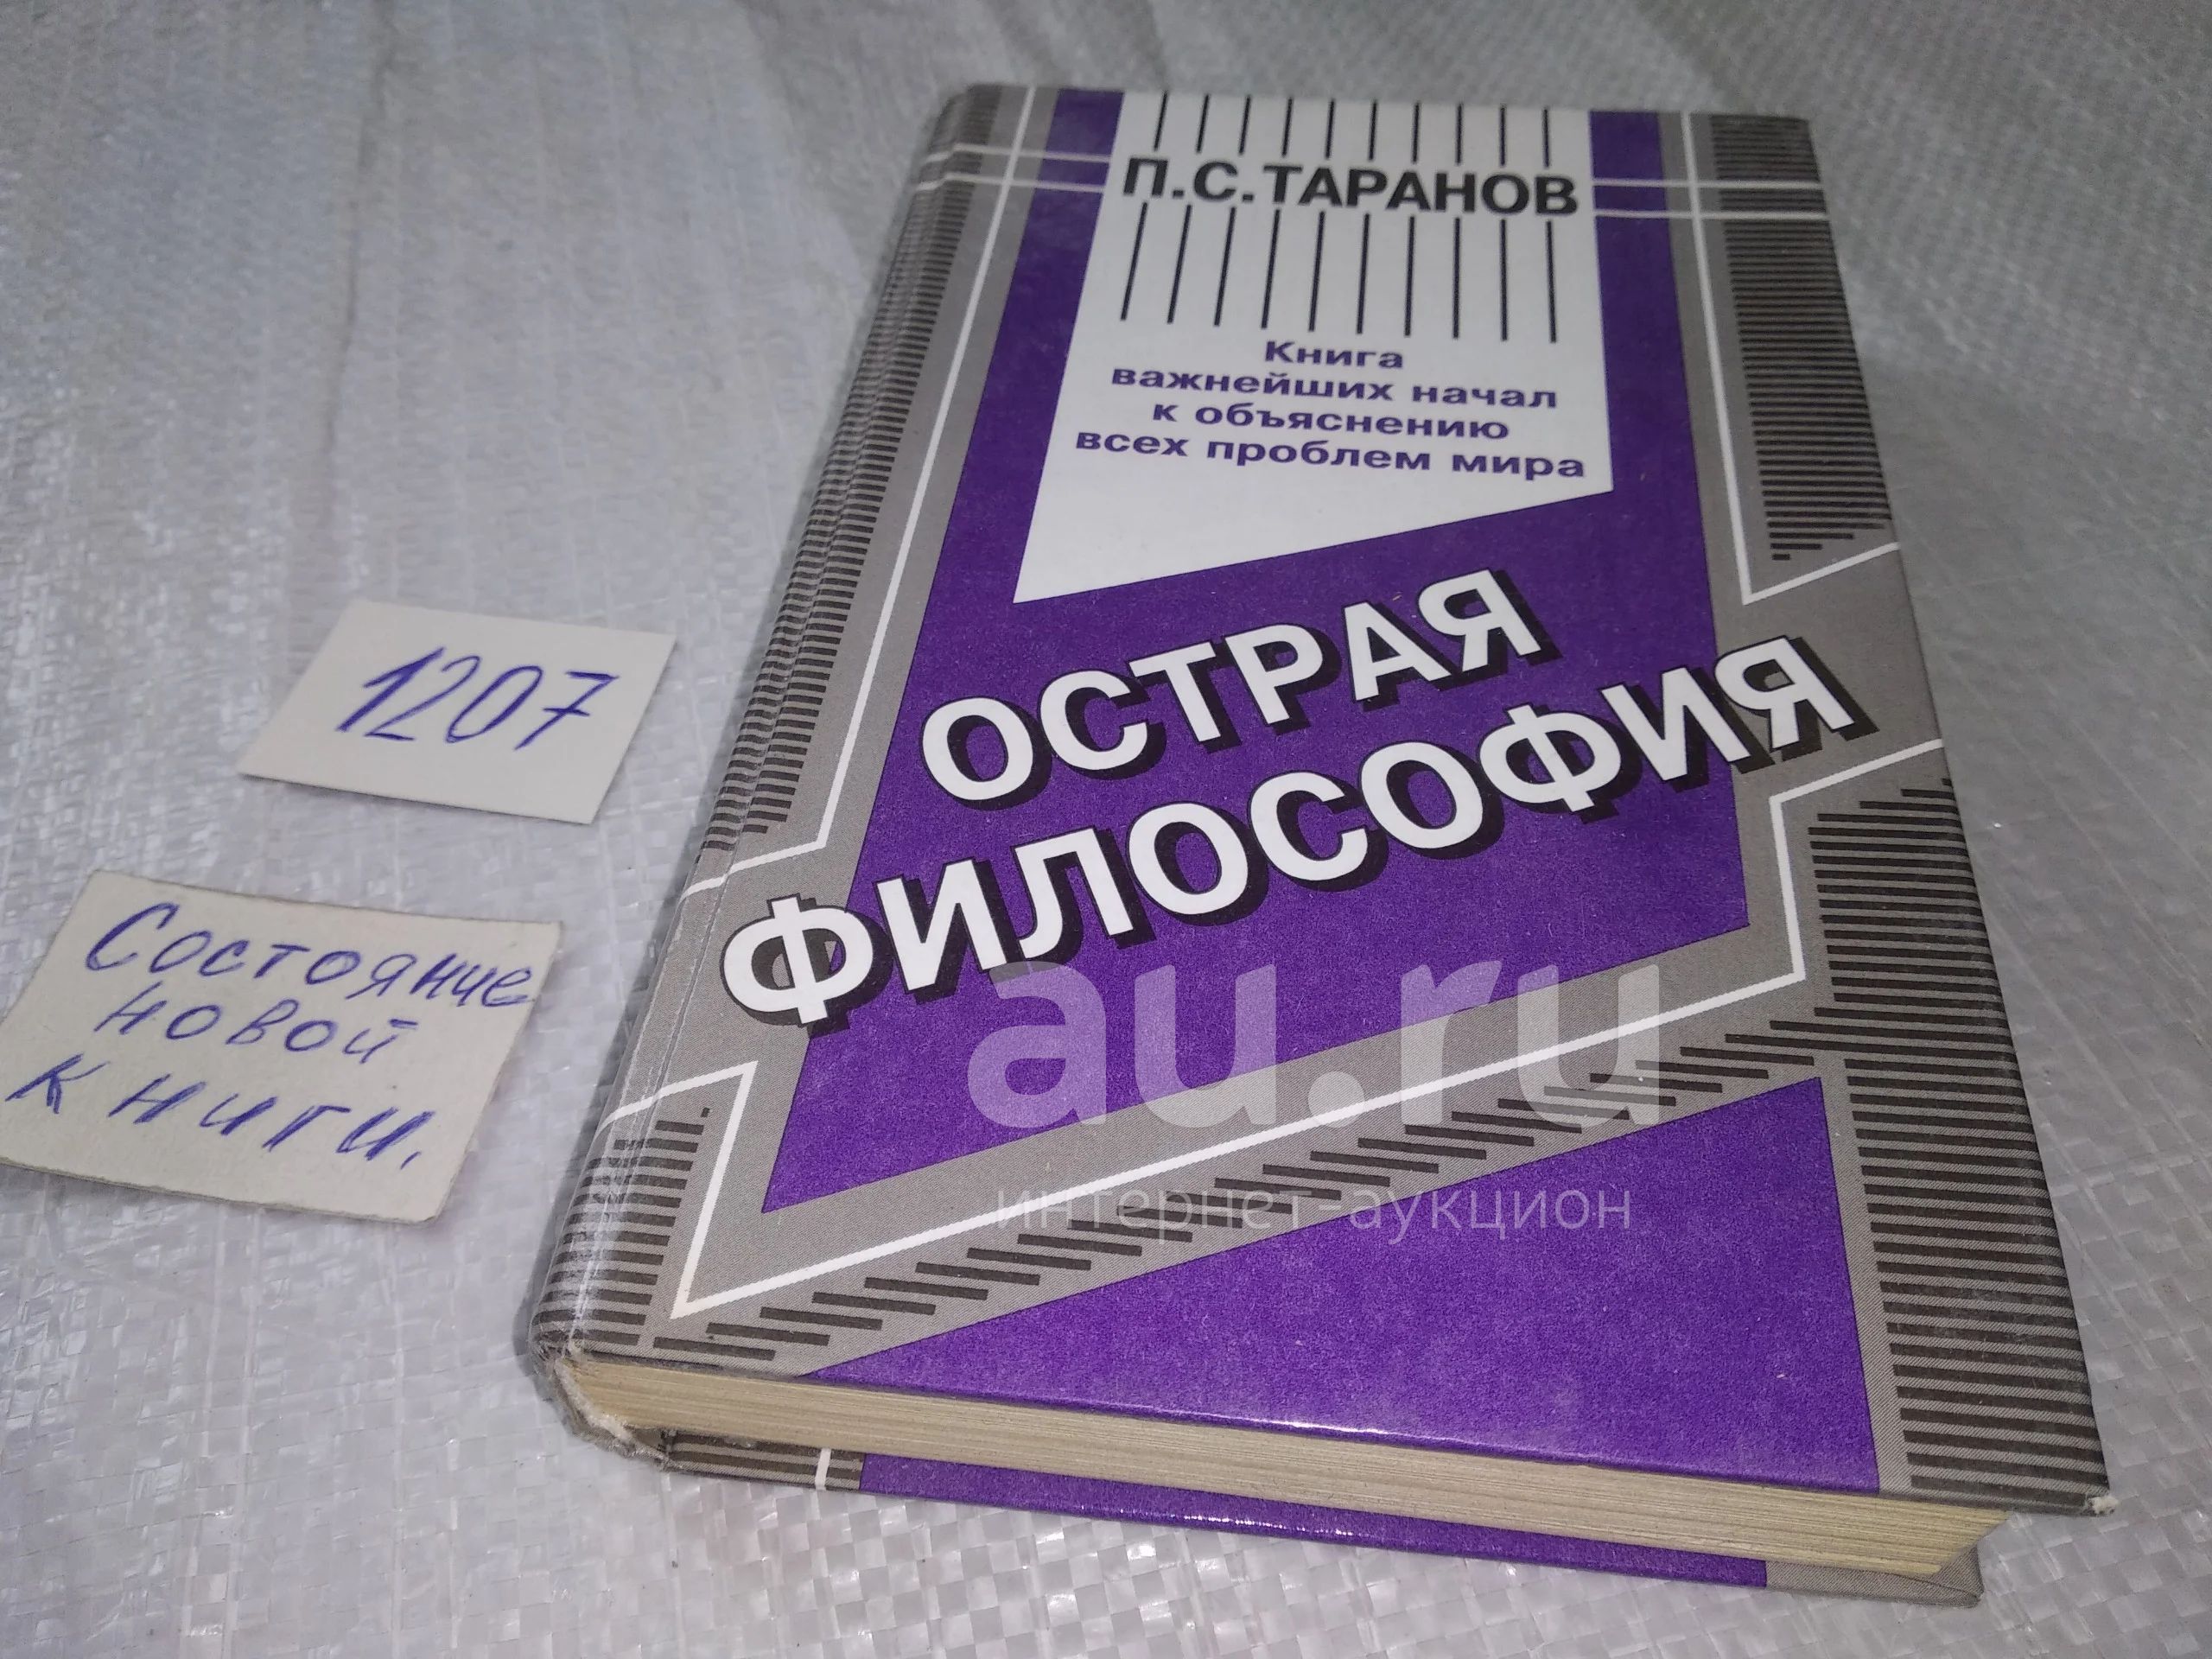 П.С.ТАРАНОВ
Книга
важнейших начал
к объяснению
всех проблем мира
ОСТРАЯ
ФИЛОСОФИЯ
1207
Состояние
новой
книги.
au.ru
интернет-аукцион